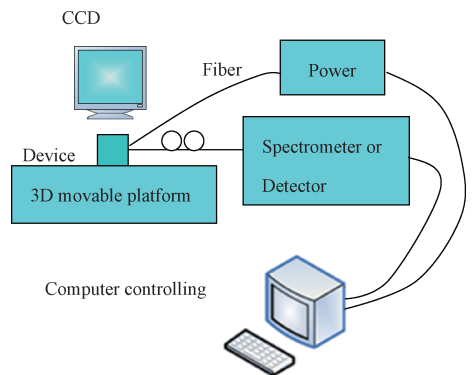 CCD
Fiber
Power
Device
Spectrometer or
Detector
3D movable platform
Computer controlling